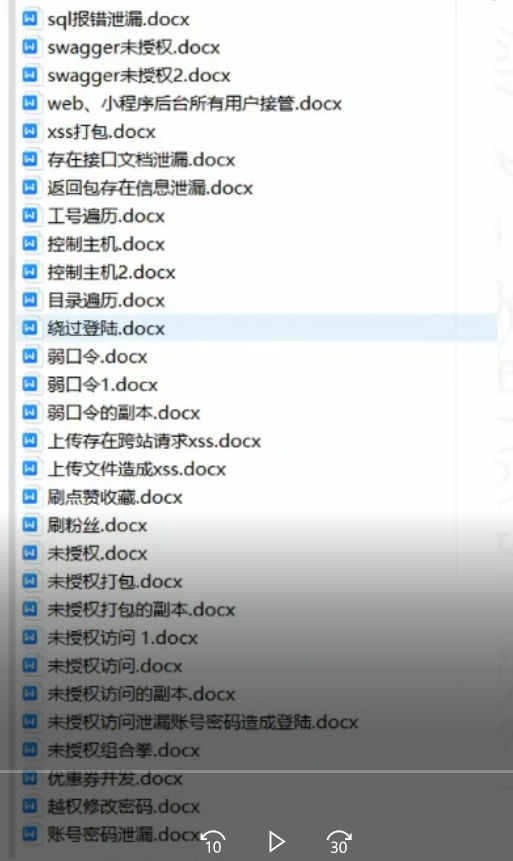 sql报错泄漏.docx
swagger未授权.docx
swagger未授权2.docx
web、小程序后台所有用户接管.docx
xss打包.docx
存在接口文档泄漏.docx
返回包存在信息泄漏.docx
工号遍历.docx
控制主机.docx
控制主机2.docx
目录遍历.docx
绕过登陆.docx
弱口令.docx
弱口令1.docx
弱口令的副本.docx
上传存在跨站请求xss.docx
上传文件造成xss.docx
刷点赞收藏.docx
刷粉丝.docx
未授权.docx
未授权打包.docx
未授权打包的副本.docx
未授权访问 1.docx
未授权访问.docx
未授权访问的副本.docx
未授权访问泄漏账号密码造成登陆.docx
未授权组合拳.docx
优惠券并发.docx
越权修改密码.docx
账号密码泄漏.docx
10
30